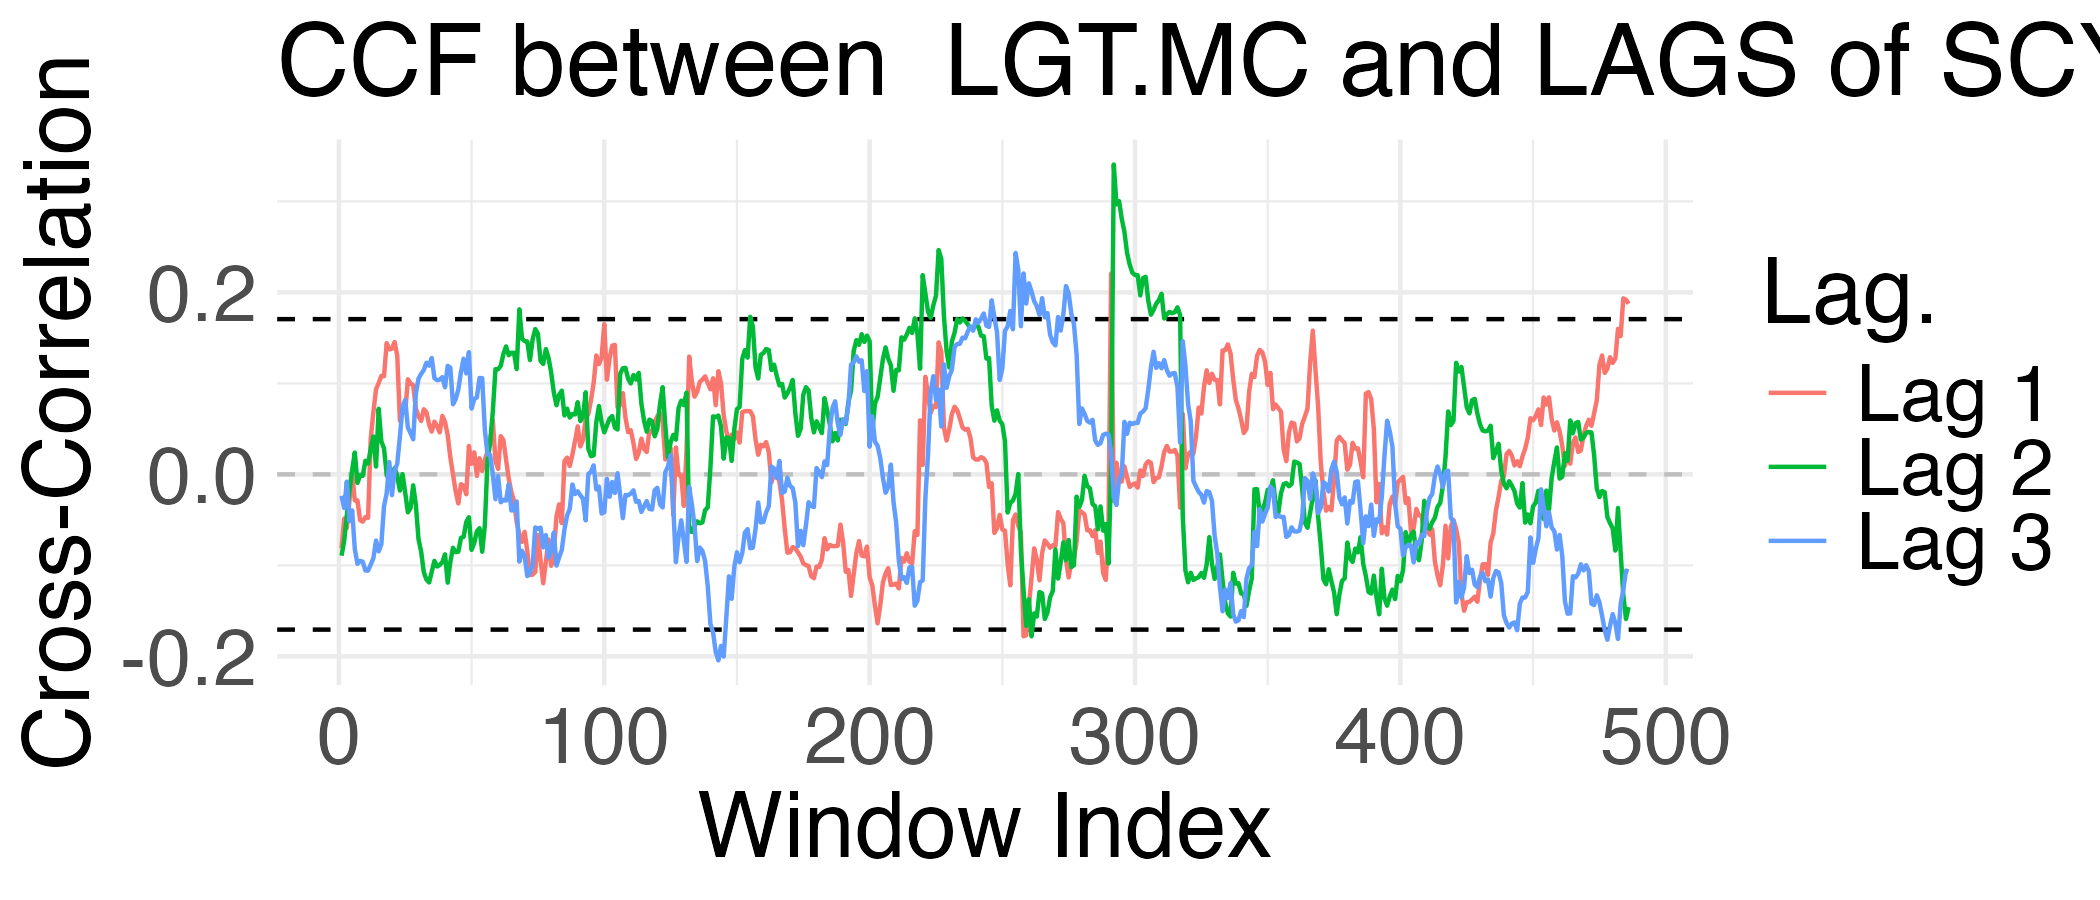 CCF between LGT.MC and LAGS of SCY
Cross-Correlation
0.2
0.0
-0.2
0 100 200 300 400 500
Window Index
Lag.
Lag 1
Lag 2
Lag 3